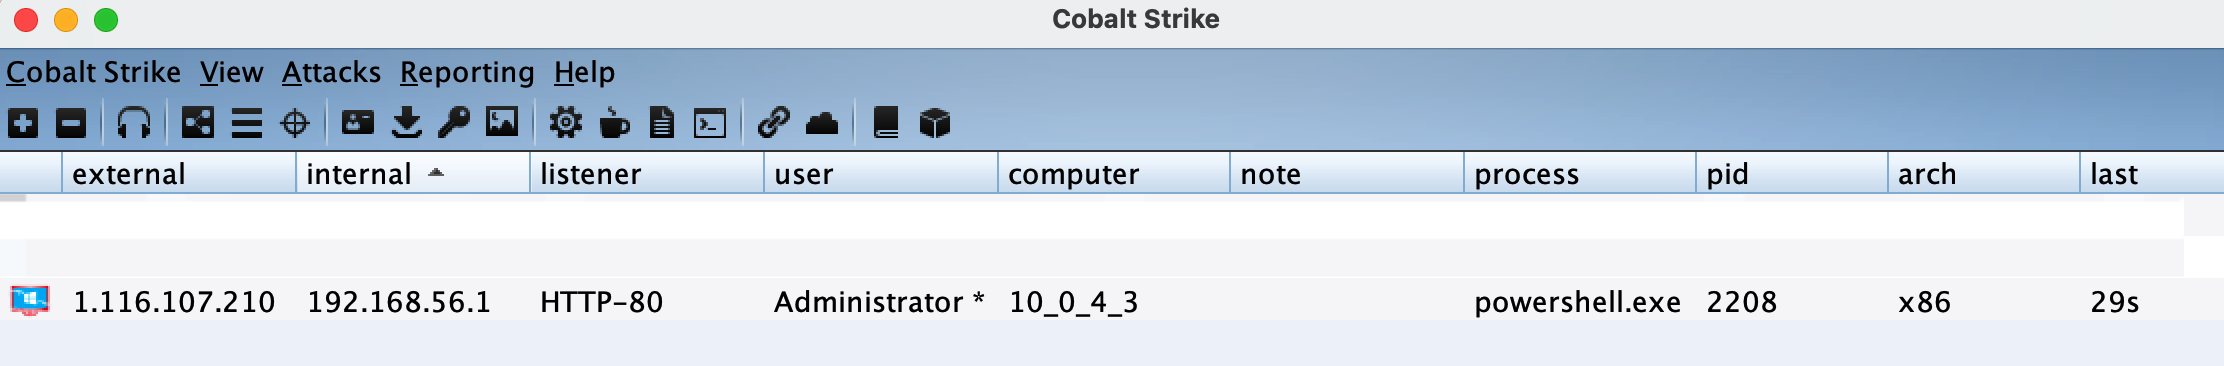 Cobalt Strike
Cobalt Strike View Attacks Reporting Help
external internal listener user computer note process pid arch last
1.116.107.210 192.168.56.1 HTTP-80 Administrator * 10_0_4_3 powershell.exe 2208 x86 29s